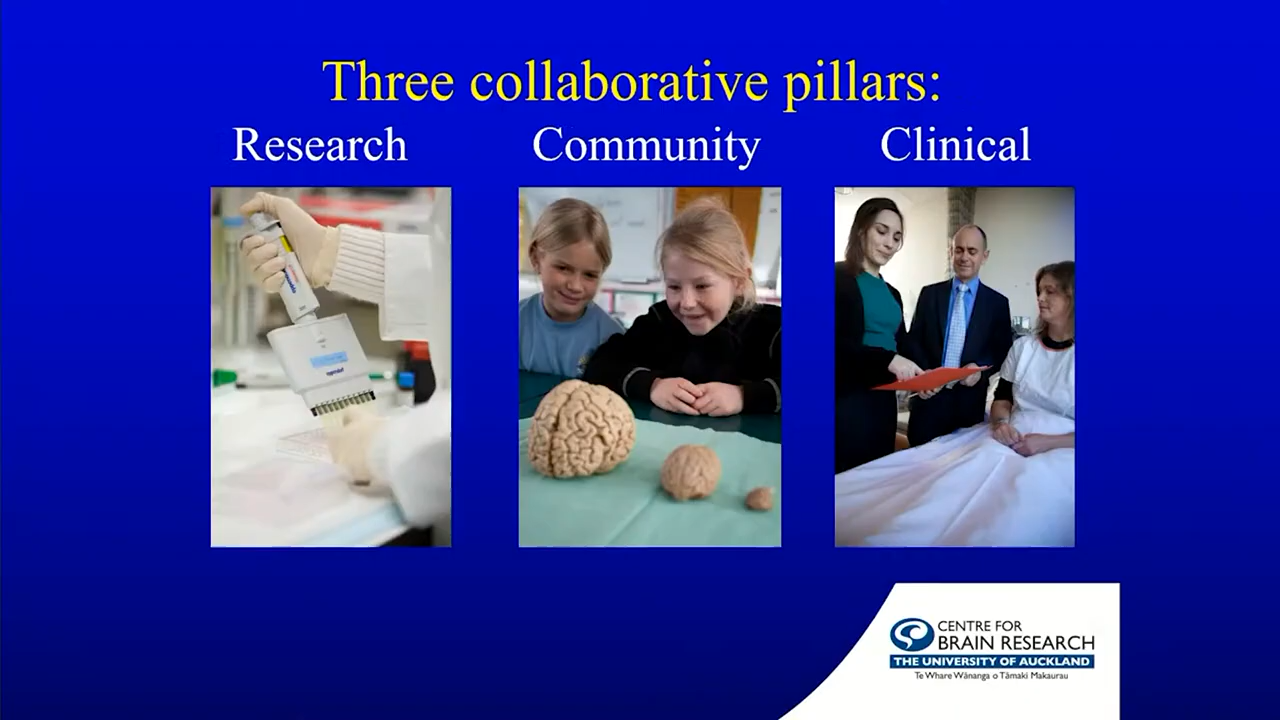 Three collaborative pillars:
Research
Community
Clinical
CENTRE FOR
BRAIN RESEARCH
THE UNIVERSITY OF AUCKLAND
Te Whare Wānanga o Tāmaki Makaurau